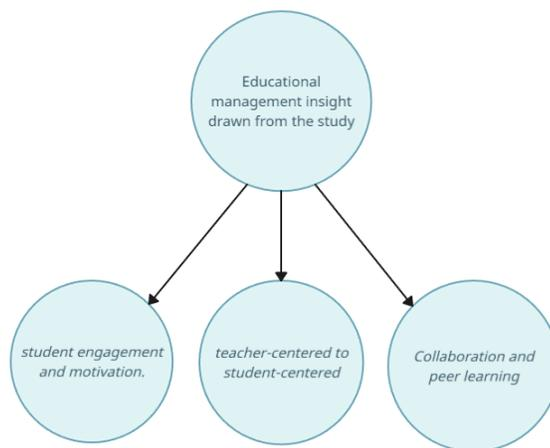 Educational
management insight
drawn from the study
student engagement
and motivation.
teacher-centered to
student-centered
Collaboration and
peer learning